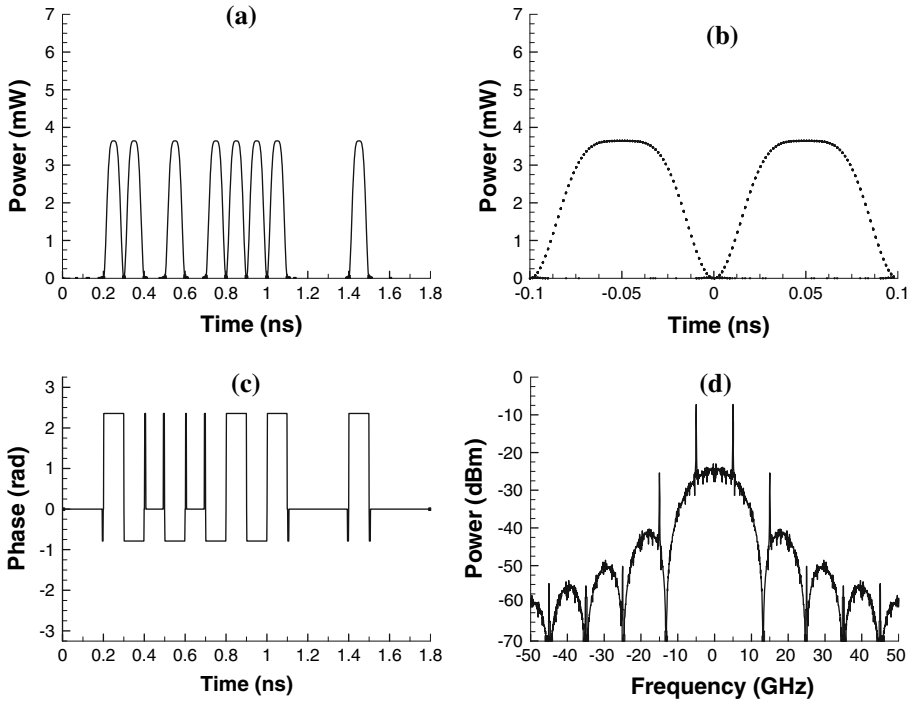 (a)
7
6
5
4
3
2
1
0
Power (mW)
0 0.2 0.4 0.6 0.8 1 1.2 1.4 1.6 1.8
Time (ns)
(b)
7
6
5
4
3
2
1
0
Power (mW)
-0.1 -0.05 0 0.05 0.1
Time (ns)
(c)
3
2
1
0
-1
-2
-3
Phase (rad)
0 0.2 0.4 0.6 0.8 1 1.2 1.4 1.6 1.8
Time (ns)
(d)
0
-10
-20
-30
-40
-50
-60
-70
Power (dBm)
-50 -40 -30 -20 -10 0 10 20 30 40 50
Frequency (GHz)